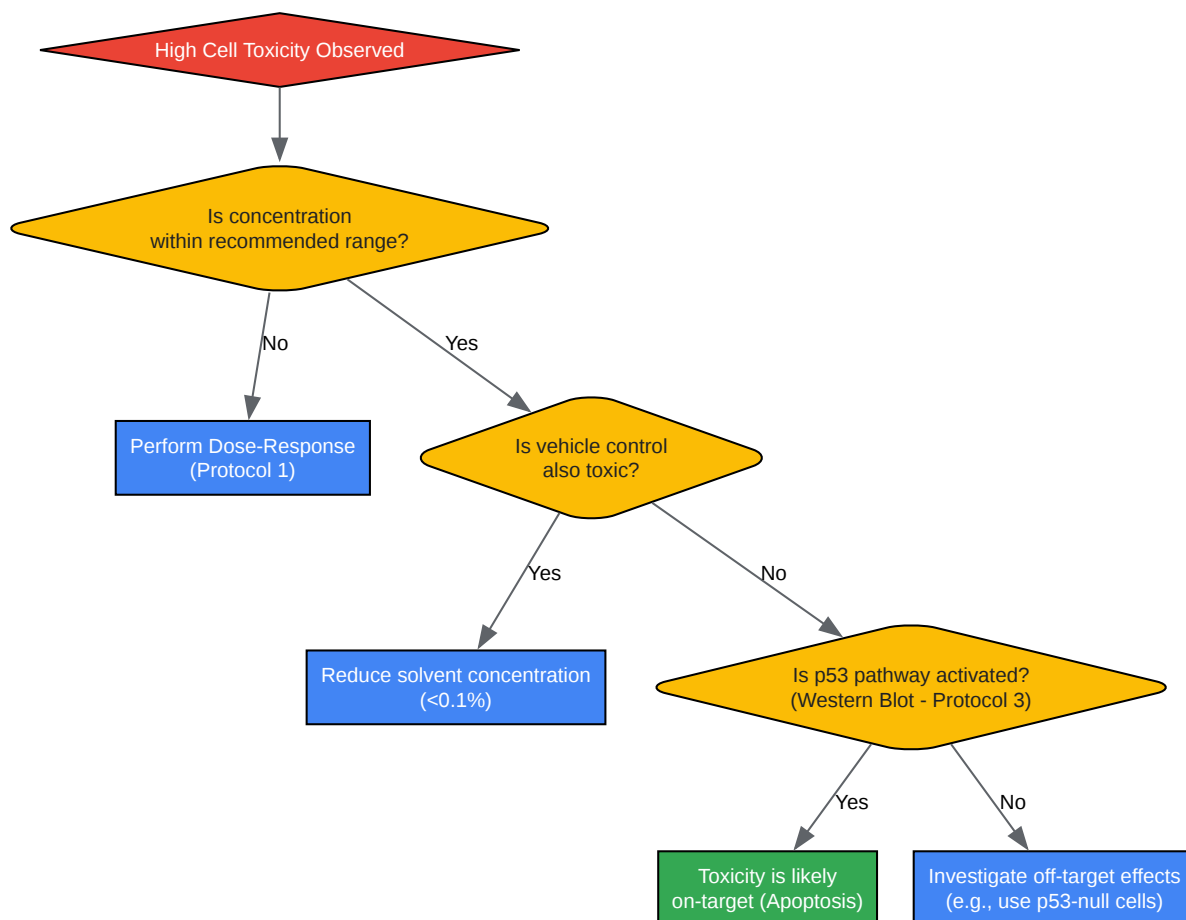 High Cell Toxicity Observed
Is concentration
within recommended range?
No
Yes
Perform Dose-Response
(Protocol 1)
Is vehicle control
also toxic?
Yes
No
Reduce solvent concentration
(<0.1%)
Is p53 pathway activated?
(Western Blot - Protocol 3)
Yes
No
Toxicity is likely
on-target (Apoptosis)
Investigate off-target effects
(e.g., use p53-null cells)